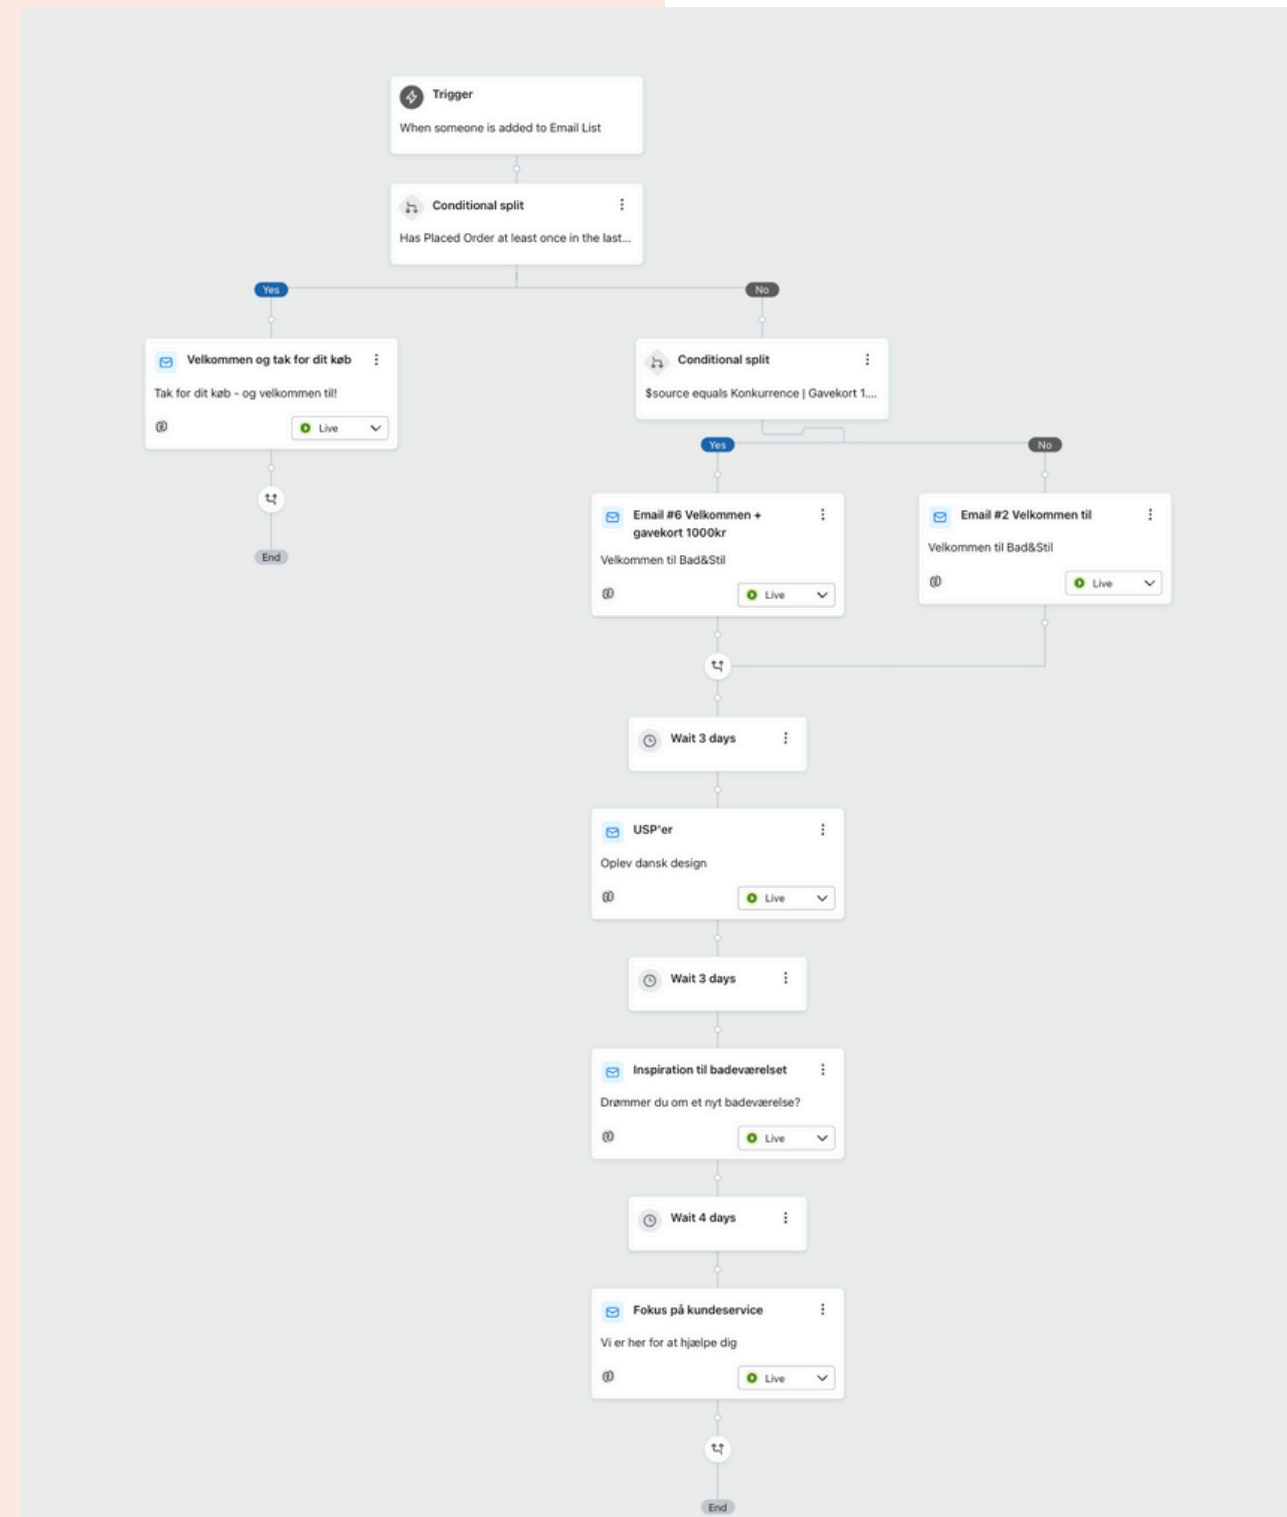 Trigger
When someone is added to Email List
Conditional split
Has Placed Order at least once in the last...
Yes
No
Velkommen og tak for dit køb
Tak for dit køb - og velkommen til!
Live
End
Conditional split
$source equals Konkurrence | Gavekort 1....
Yes
No
Email #6 Velkommen +
gavekort 1000kr
Velkommen til Bad&Stil
Live
Email #2 Velkommen til
Velkommen til Bad&Stil
Live
Wait 3 days
USP'er
Oplev dansk design
Live
Wait 3 days
Inspiration til badeværelset
Drømmer du om et nyt badeværelse?
Live
Wait 4 days
Fokus på kundeservice
Vi er her for at hjælpe dig
Live
End